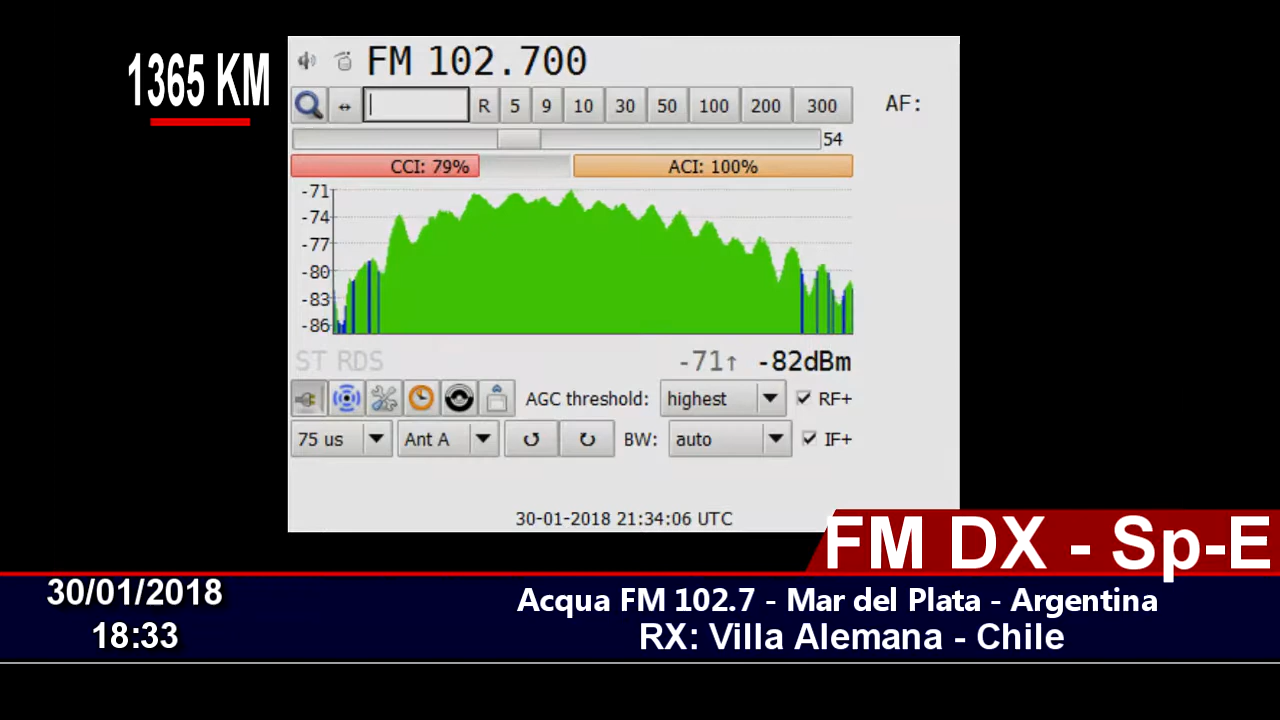 1365 KM
FM 102.700
R 5 9 10 30 50 100 200 300 AF:
54
CCI: 79% ACI: 100%
-71
-74
-77
-80
-83
-86
ST RDS -71↑ -82dBm
AGC threshold: highest RF+
75 us Ant A BW: auto IF+
30-01-2018 21:34:06 UTC
FM DX - Sp-E
30/01/2018
18:33
Acqua FM 102.7 - Mar del Plata - Argentina
RX: Villa Alemana - Chile